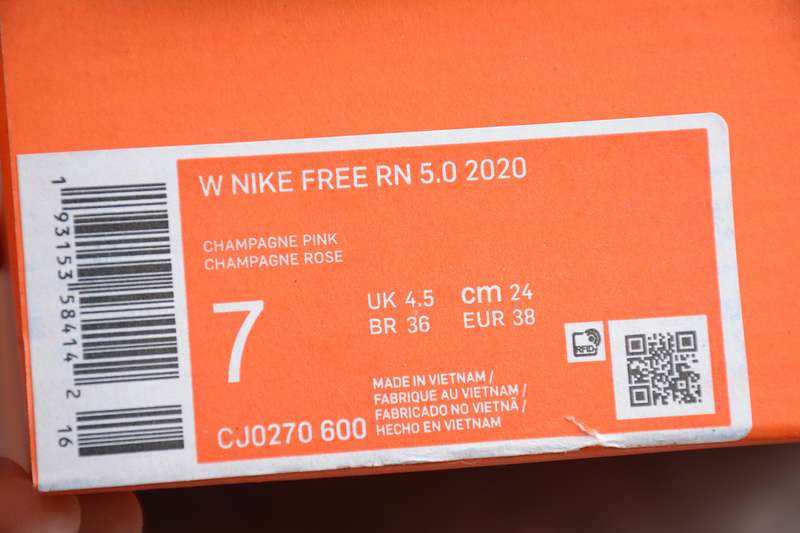 W NIKE FREE RN 5.0 2020
CHAMPAGNE PINK
CHAMPAGNE ROSE
7
UK 4.5 cm 24
BR 36 EUR 38
MADE IN VIETNAM /
FABRIQUE AU VIETNAM /
FABRICADO NO VIETNÃ /
HECHO EN VIETNAM
CJ0270 600
RFID
1 93153 58414 2
16